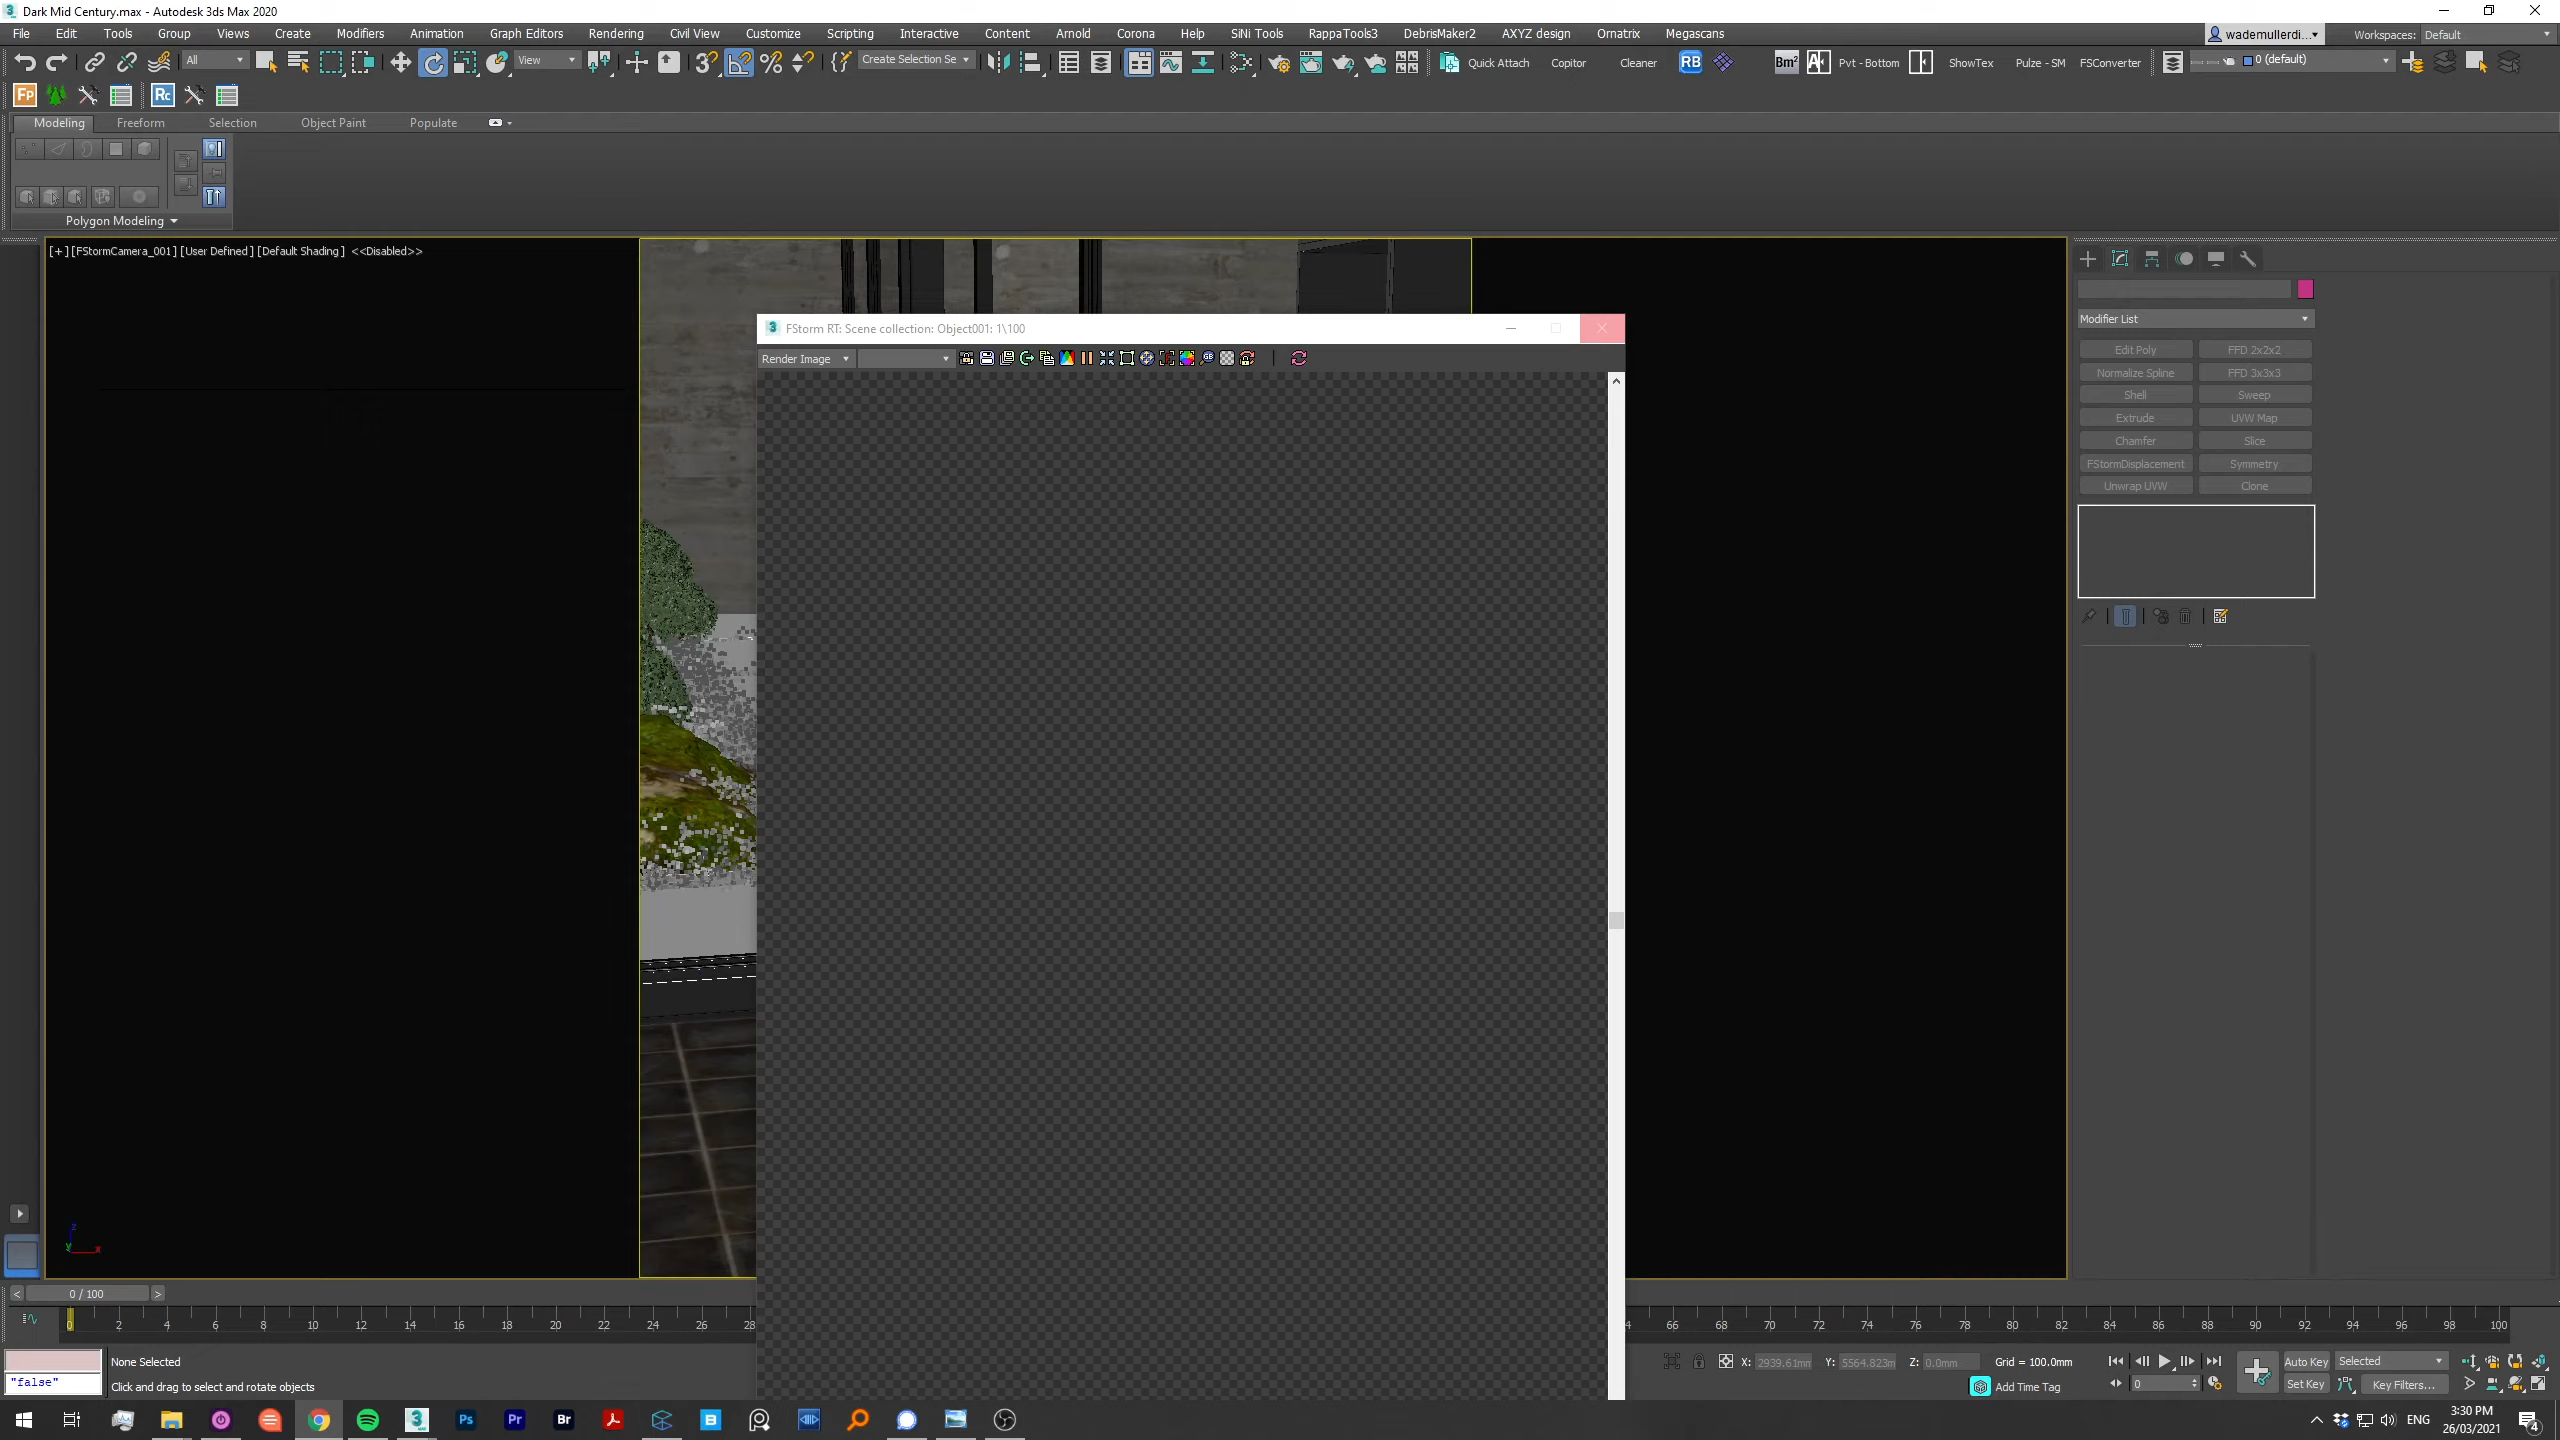 Dark Mid Century.max - Autodesk 3ds Max 2020
File Edit Tools Group Views Create Modifiers Animation Graph Editors Rendering Civil View Customize Scripting Interactive Content Arnold Corona Help SiNi Tools RappaTools3 DebrisMaker2 AXYZ design Ornatrix Megascans wademullerdi... Workspaces: Default
All View Create Selection Se Quick Attach Copitor Cleaner RB Bm² Pvt - Bottom ShowTex Pulze - SM FSConverter 0 (default)
Fp Rc
Modeling Freeform Selection Object Paint Populate
Polygon Modeling
[+] [FStormCamera_001] [User Defined] [Default Shading] <<Disabled>>
FStorm RT: Scene collection: Object001: 1\100
Render Image
Modifier List
Edit Poly FFD 2x2x2
Normalize Spline FFD 3x3x3
Shell Sweep
Extrude UVW Map
Chamfer Slice
FStormDisplacement Symmetry
Unwrap UVW Clone
z
y x
< 0 / 100 >
0 2 4 6 8 10 12 14 16 18 20 22 24 26 28 66 68 70 72 74 76 78 80 82 84 86 88 90 92 94 96 98 100
None Selected X: 2939.61mm Y: 5564.823m Z: 0.0mm Grid = 100.0mm Auto Key Selected
"false" Click and drag to select and rotate objects Add Time Tag 0 Set Key Key Filters...
Ps Pr Br
ENG
3:30 PM
26/03/2021
4